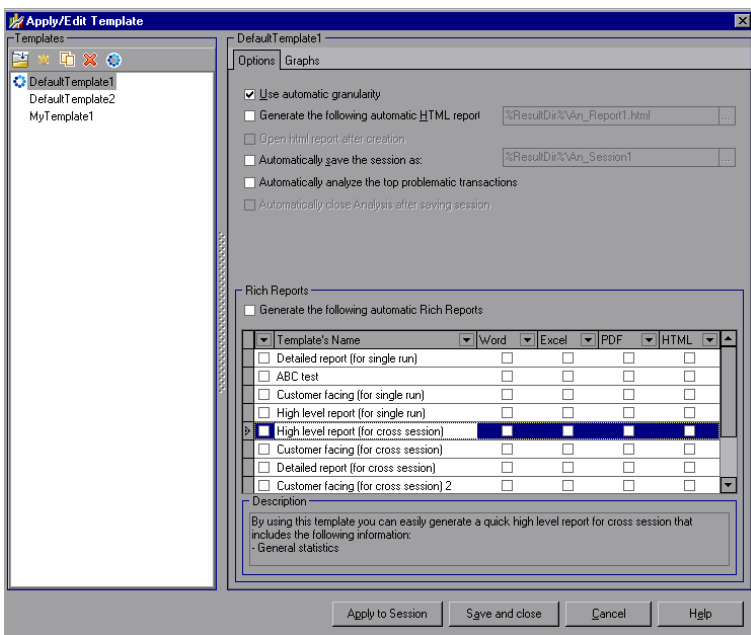 Apply/Edit Template
Templates
DefaultTemplate1
DefaultTemplate2
MyTemplate1
DefaultTemplate1
Options Graphs
Use automatic granularity
Generate the following automatic HTML report %ResultDir%\An_Report1.html ...
Open html report after creation
Automatically save the session as: %ResultDir%\An_Session1 ...
Automatically analyze the top problematic transactions
Automatically close Analysis after saving session
Rich Reports
Generate the following automatic Rich Reports
Template's Name Word Excel PDF HTML
Detailed report (for single run)
ABC test
Customer facing (for single run)
High level report (for single run)
High level report (for cross session)
Customer facing (for cross session)
Detailed report (for cross session)
Customer facing (for cross session) 2
Description
By using this template you can easily generate a quick high level report for cross session that
includes the following information:
- General statistics
Apply to Session Save and close Cancel Help